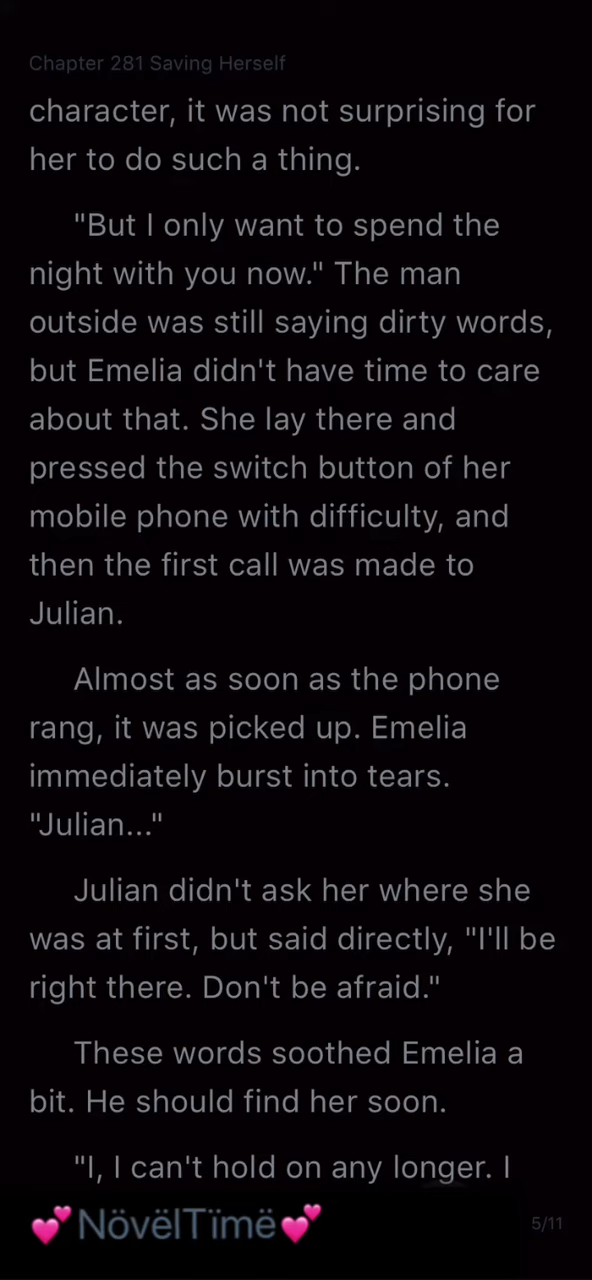 Chapter 281 Saving Herself
character, it was not surprising for
her to do such a thing.
"But I only want to spend the
night with you now." The man
outside was still saying dirty words,
but Emelia didn't have time to care
about that. She lay there and
pressed the switch button of her
mobile phone with difficulty, and
then the first call was made to
Julian.
Almost as soon as the phone
rang, it was picked up. Emelia
immediately burst into tears.
"Julian..."
Julian didn't ask her where she
was at first, but said directly, "I'll be
right there. Don't be afraid."
These words soothed Emelia a
bit. He should find her soon.
"I, I can't hold on any longer. I
💕NövëlTïmë💕
5/11